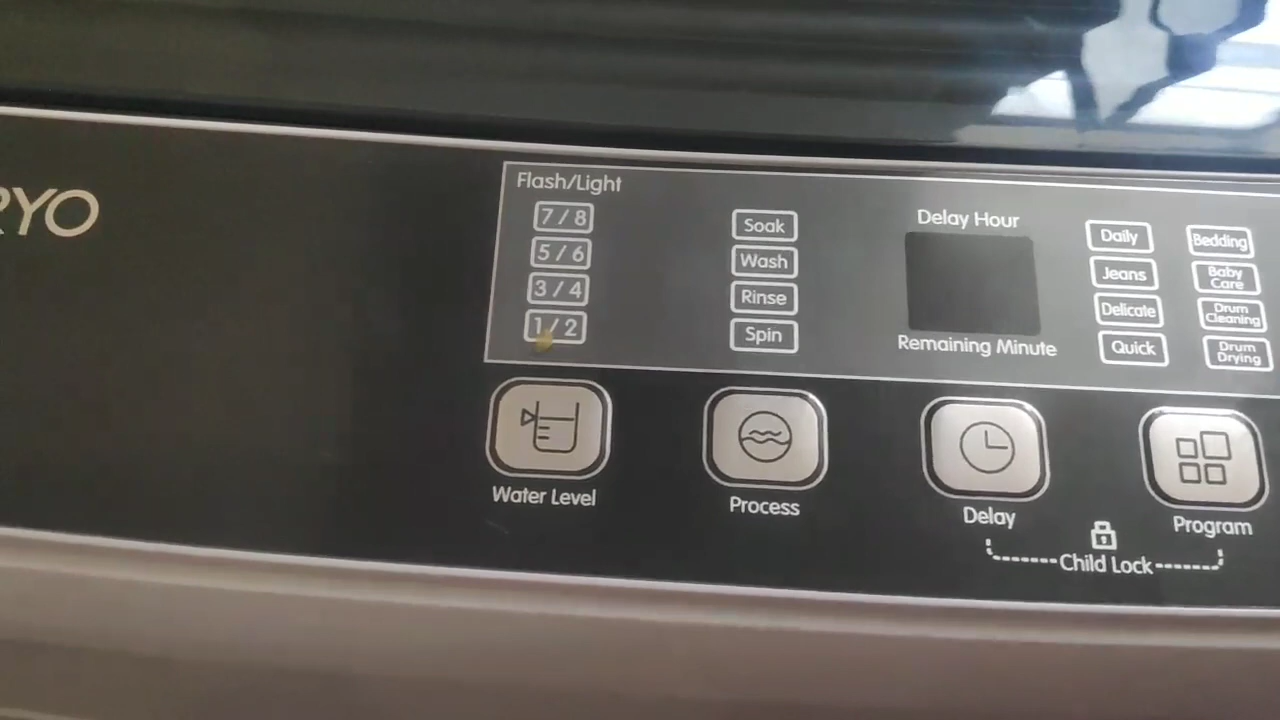 RYO
Flash/Light
7 / 8
5 / 6
3 / 4
1 / 2
Soak
Wash
Rinse
Spin
Delay Hour
Remaining Minute
Daily
Jeans
Delicate
Quick
Bedding
Baby
Care
Drum
Cleaning
Drum
Drying
Water Level
Process
Delay
Program
Child Lock